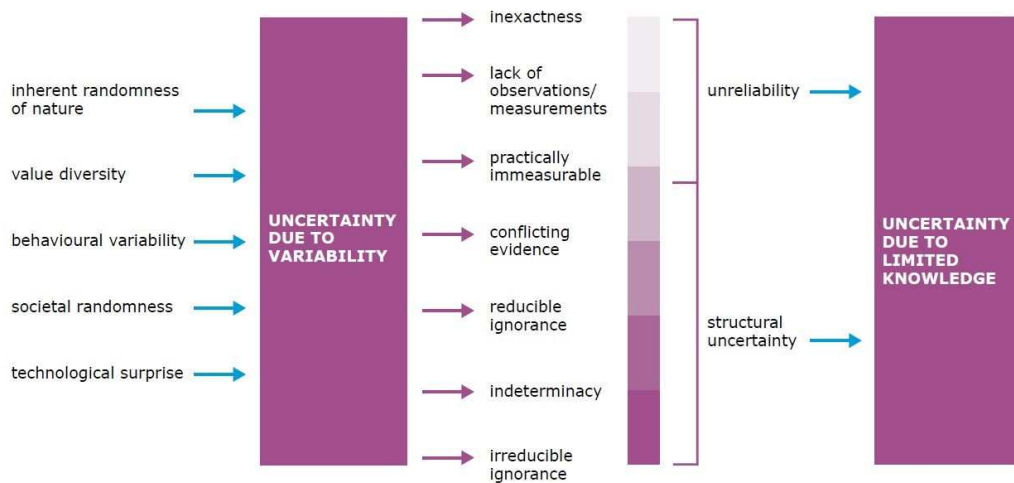 inherent randomness
of nature
value diversity
behavioural variability
societal randomness
technological surprise
UNCERTAINTY
DUE TO
VARIABILITY
inexactness
lack of
observations/
measurements
practically
immeasurable
conflicting
evidence
reducible
ignorance
indeterminacy
irreducible
ignorance
unreliability
structural
uncertainty
UNCERTAINTY
DUE TO
LIMITED
KNOWLEDGE